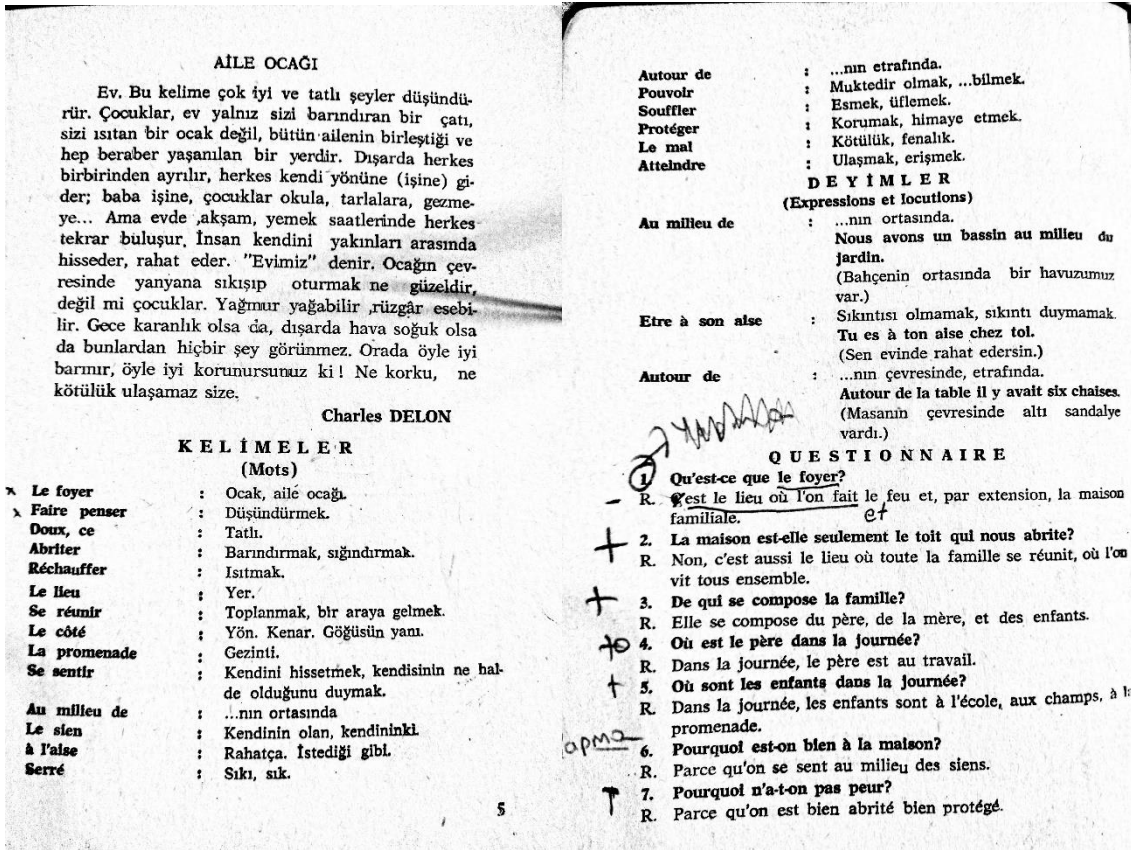 AİLE OCAĞI
Ev. Bu kelime çok iyi ve tatlı şeyler düşündü-
rür. Çocuklar, ev yalnız sizi barındıran bir çatı,
sizi ısıtan bir ocak değil, bütün ailenin birleştiği ve
hep beraber yaşanılan bir yerdir. Dışarda herkes
birbirinden ayrılır, herkes kendi yönüne (işine) gi-
der; baba işine, çocuklar okula, tarlalara, gezme-
ye... Ama evde ,akşam, yemek saatlerinde herkes
tekrar buluşur. İnsan kendini yakınları arasında
hisseder, rahat eder. "Evimiz" denir. Ocağın çev-
resinde yanyana sıkışıp oturmak ne güzeldir,
değil mi çocuklar. Yağmur yağabilir ,rüzgâr esebi-
lir. Gece karanlık olsa da, dışarda hava soğuk olsa
da bunlardan hiçbir şey görünmez. Orada öyle iyi
barınır, öyle iyi korunursunuz ki! Ne korku, ne
kötülük ulaşamaz size.
Charles DELON
KELİMELER
(Mots)
x Le foyer : Ocak, aile ocağı.
x Faire penser : Düşündürmek.
Doux, ce : Tatlı.
Abriter : Barındırmak, sığındırmak.
Réchauffer : Isıtmak.
Le lieu : Yer.
Se réunir : Toplanmak, bir araya gelmek.
Le côté : Yön. Kenar. Göğüsün yanı.
La promenade : Gezinti.
Se sentir : Kendini hissetmek, kendisinin ne hal-
de olduğunu duymak.
Au milieu de : ...nın ortasında
Le sien : Kendinin olan, kendininki.
à l'aise : Rahatça. İstediği gibi.
Serré : Sıkı, sık.
5
Autour de : ...nın etrafında.
Pouvoir : Muktedir olmak, ...bilmek.
Souffler : Esmek, üflemek.
Protéger : Korumak, himaye etmek.
Le mal : Kötülük, fenalık.
Atteindre : Ulaşmak, erişmek.
DEYİMLER
(Expressions et locutions)
Au milieu de : ...nın ortasında.
Nous avons un bassin au milieu du
jardin.
(Bahçenin ortasında bir havuzumuz
var.)
Etre à son aise : Sıkıntısı olmamak, sıkıntı duymamak.
Tu es à ton aise chez toi.
(Sen evinde rahat edersin.)
Autour de : ...nın çevresinde, etrafında.
Autour de la table il y avait six chaises.
(Masanın çevresinde altı sandalye
vardı.)
QUESTIONNAIRE
1. Qu'est-ce que le foyer?
- R. C'est le lieu où l'on fait le feu et, par extension, la maison
familiale. et
+ 2. La maison est-elle seulement le toit qui nous abrite?
R. Non, c'est aussi le lieu où toute la famille se réunit, où l'on
vit tous ensemble.
+ 3. De qui se compose la famille?
R. Elle se compose du père, de la mère, et des enfants.
+o 4. Où est le père dans la journée?
R. Dans la journée, le père est au travail.
+ 5. Où sont les enfants dans la journée?
R. Dans la journée, les enfants sont à l'école, aux champs, à la
promenade.
apma 6. Pourquoi est-on bien à la maison?
R. Parce qu'on se sent au milieu des siens.
7. Pourquoi n'a-t-on pas peur?
R. Parce qu'on est bien abrité bien protégé.